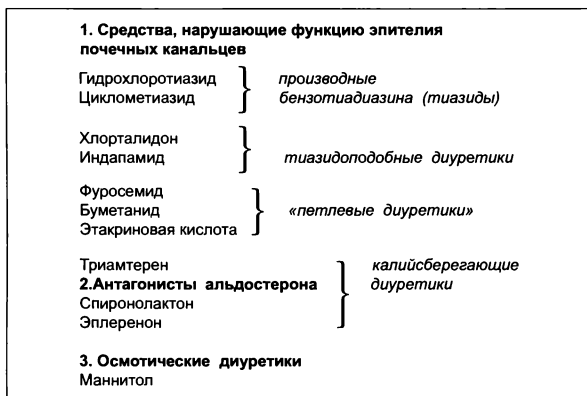 1. Средства, нарушающие функцию эпителия
почечных канальцев
Гидрохлоротиазид } производные
Циклометиазид бензотиадиазина (тиазиды)
Хлорталидон
Индапамид } тиазидоподобные диуретики
Фуросемид
Буметанид } «петлевые диуретики»
Этакриновая кислота
Триамтерен } калийсберегающие
2.Антагонисты альдостерона диуретики
Спиронолактон
Эплеренон
3. Осмотические диуретики
Маннитол